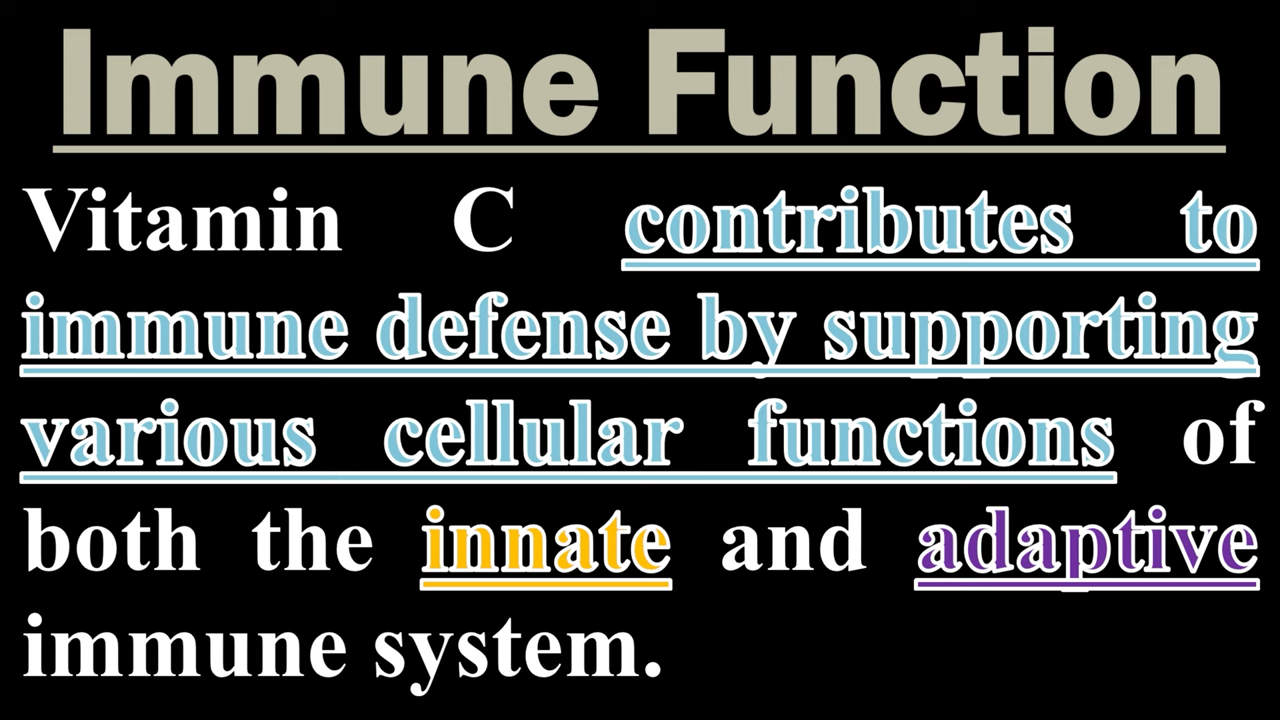 Immune Function
Vitamin C contributes to
immune defense by supporting
various cellular functions of
both the innate and adaptive
immune system.